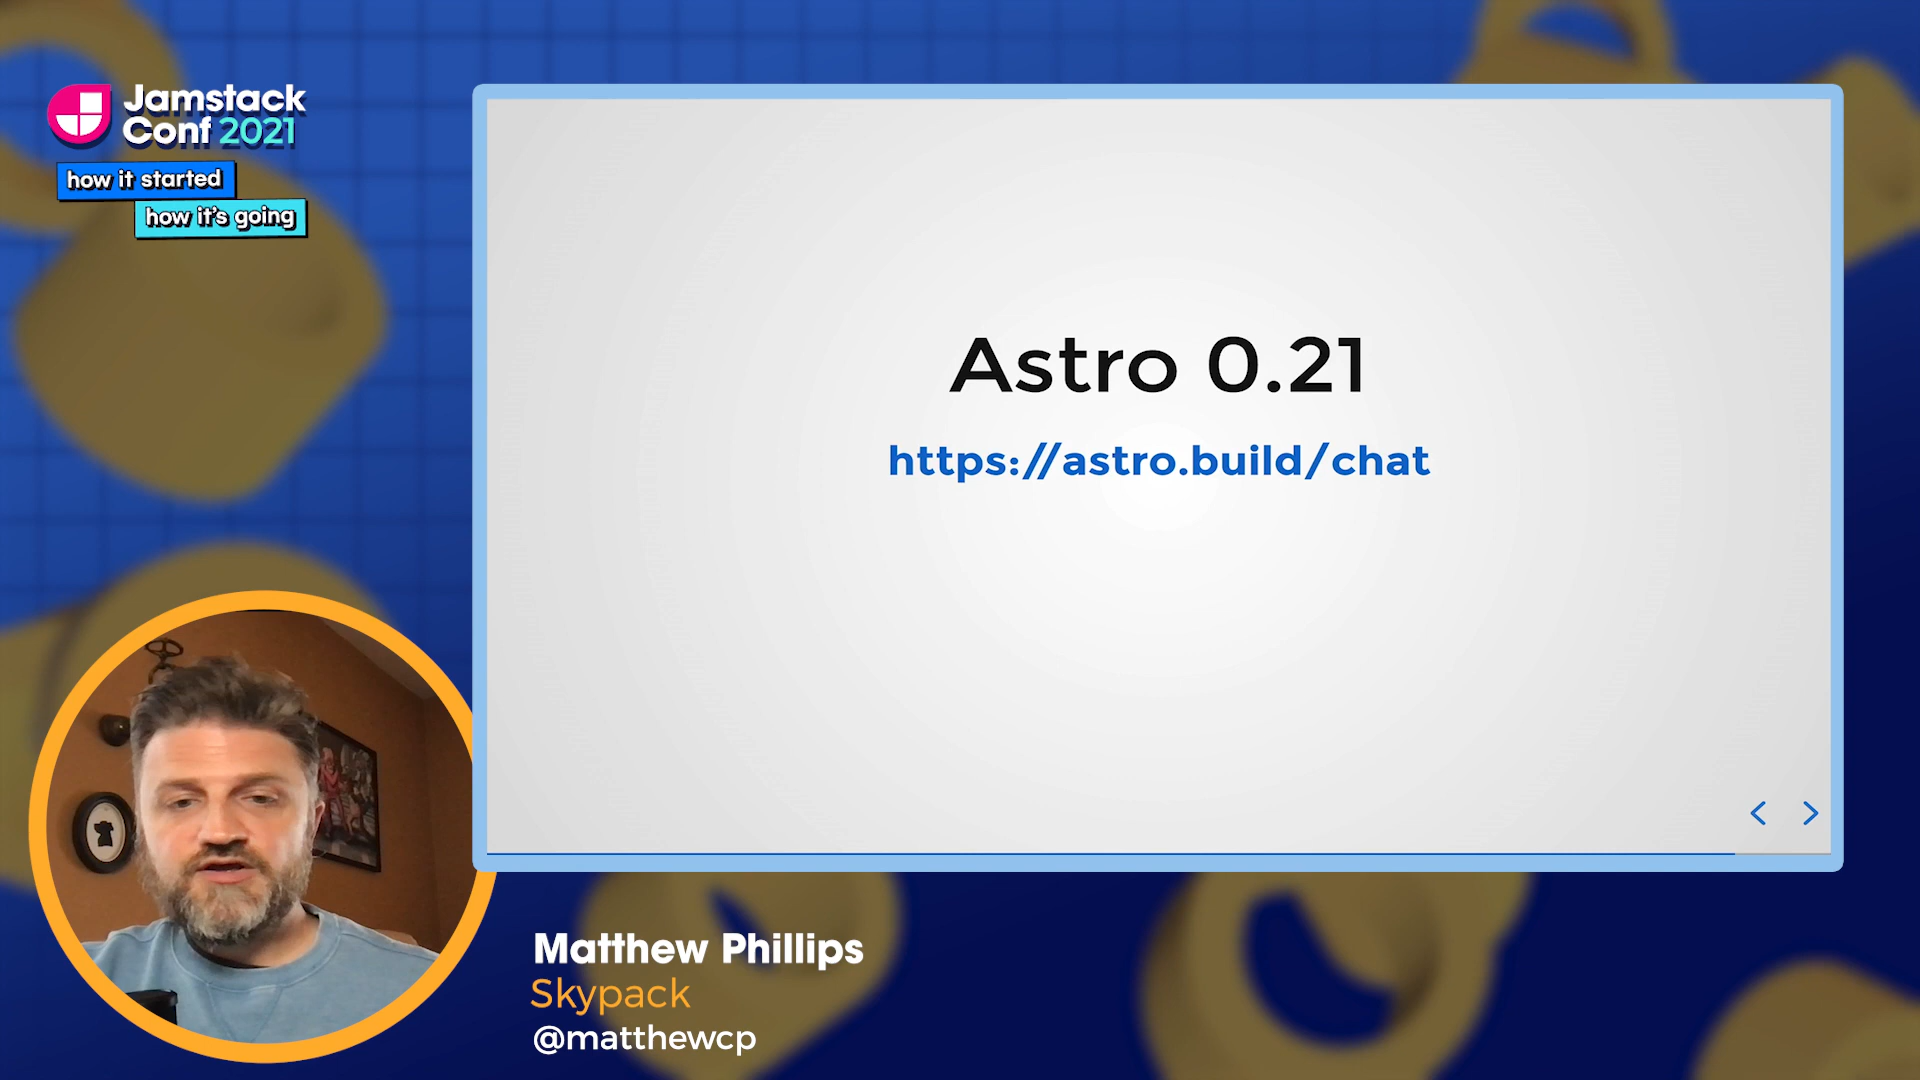 Jamstack
Conf 2021
how it started
how it's going
Astro 0.21
https://astro.build/chat
Matthew Phillips
Skypack
@matthewcp